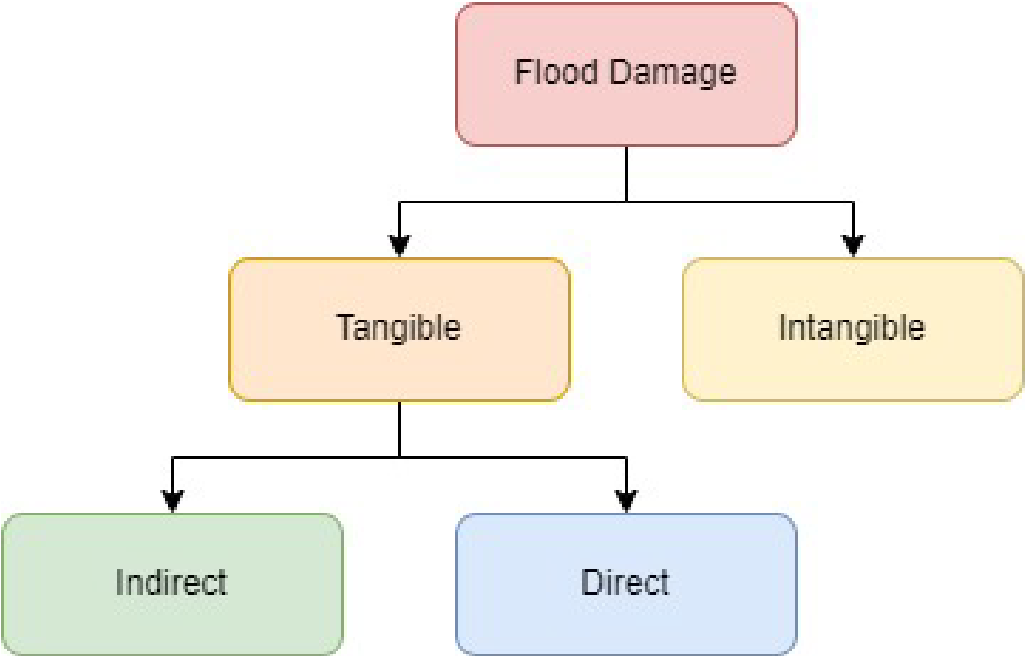 Flood Damage
Tangible
Intangible
Indirect
Direct